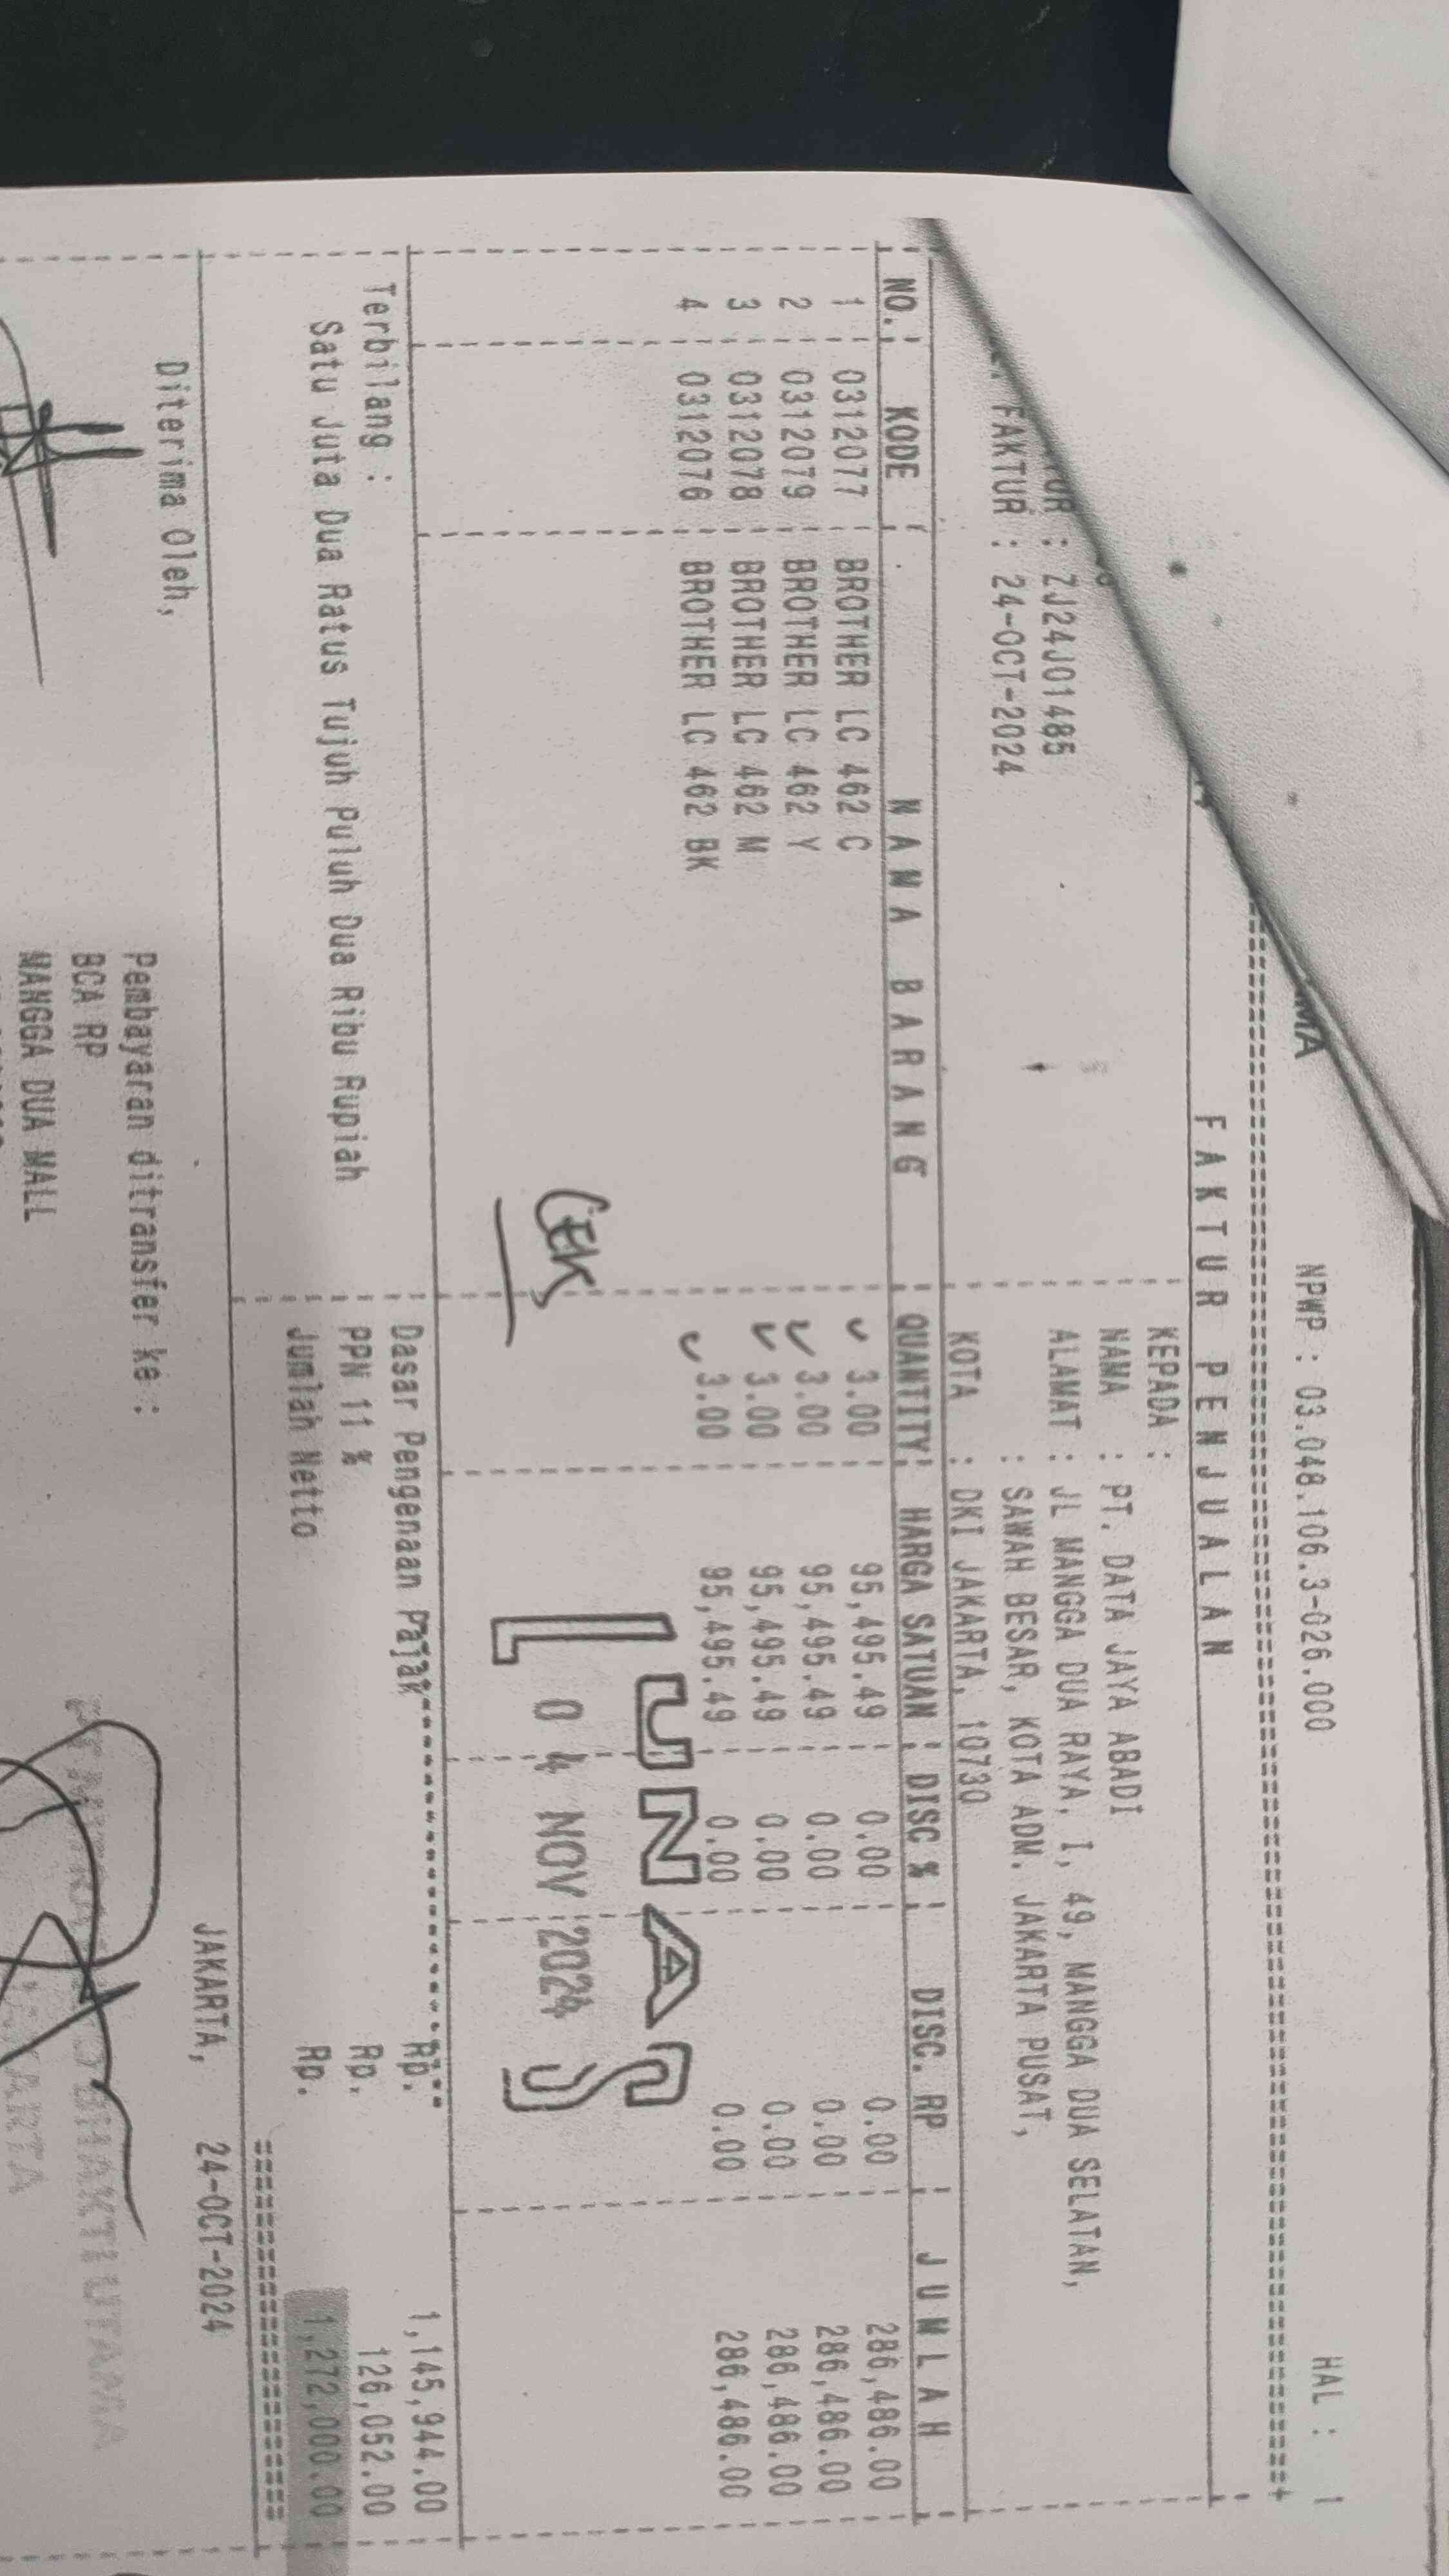 NPWP : 03.048.106.3-026.000 HAL : 1
FAKTUR PENJUALAN
KEPADA :
: ZJ24J01485 NAMA : PT. DATA JAYA ABADI
FAKTUR : 24-OCT-2024 ALAMAT : JL MANGGA DUA RAYA, I, 49, MANGGA DUA SELATAN,
: SAWAH BESAR, KOTA ADM. JAKARTA PUSAT,
KOTA : DKI JAKARTA, 10730
NO. KODE NAMA BARANG QUANTITY HARGA SATUAN DISC % DISC. RP JUMLAH
1 0312077 BROTHER LC 462 C 3.00 95,495.49 0.00 0.00 286,486.00
2 0312079 BROTHER LC 462 Y 3.00 95,495.49 0.00 0.00 286,486.00
3 0312078 BROTHER LC 462 M 3.00 95,495.49 0.00 0.00 286,486.00
4 0312076 BROTHER LC 462 BK 3.00 95,495.49 0.00 0.00 286,486.00
LUNAS
CEK
04 NOV 2024
Terbilang : Dasar Pengenaan Pajak Rp. 1,145,944.00
Satu Juta Dua Ratus Tujuh Puluh Dua Ribu Rupiah PPN 11 % Rp. 126,052.00
Jumlah Netto Rp. 1,272,000.00
JAKARTA, 24-OCT-2024
Diterima Oleh, Pembayaran ditransfer ke :
BCA RP
MANGGA DUA MALL
BHAKTI UTAMA